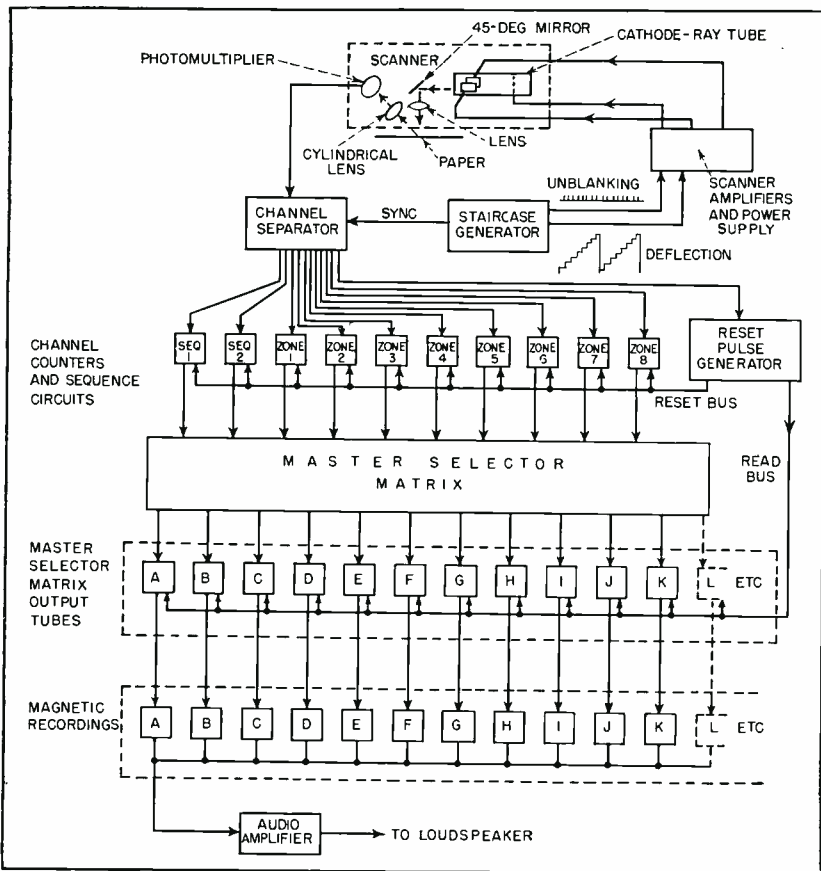 45-DEG MIRROR
CATHODE-RAY TUBE
PHOTOMULTIPLIER
SCANNER
LENS
CYLINDRICAL
LENS
PAPER
UNBLANKING
SCANNER
AMPLIFIERS
AND POWER
SUPPLY
CHANNEL
SEPARATOR
SYNC
STAIRCASE
GENERATOR
DEFLECTION
CHANNEL
COUNTERS
AND SEQUENCE
CIRCUITS
SEQ
1
SEQ
2
ZONE
1
ZONE
2
ZONE
3
ZONE
4
ZONE
5
ZONE
6
ZONE
7
ZONE
8
RESET
PULSE
GENERATOR
RESET BUS
MASTER SELECTOR
MATRIX
READ
BUS
MASTER
SELECTOR
MATRIX
OUTPUT
TUBES
A B C D E F G H I J K L ETC
MAGNETIC
RECORDINGS
A B C D E F G H I J K L ETC
AUDIO
AMPLIFIER
TO LOUDSPEAKER